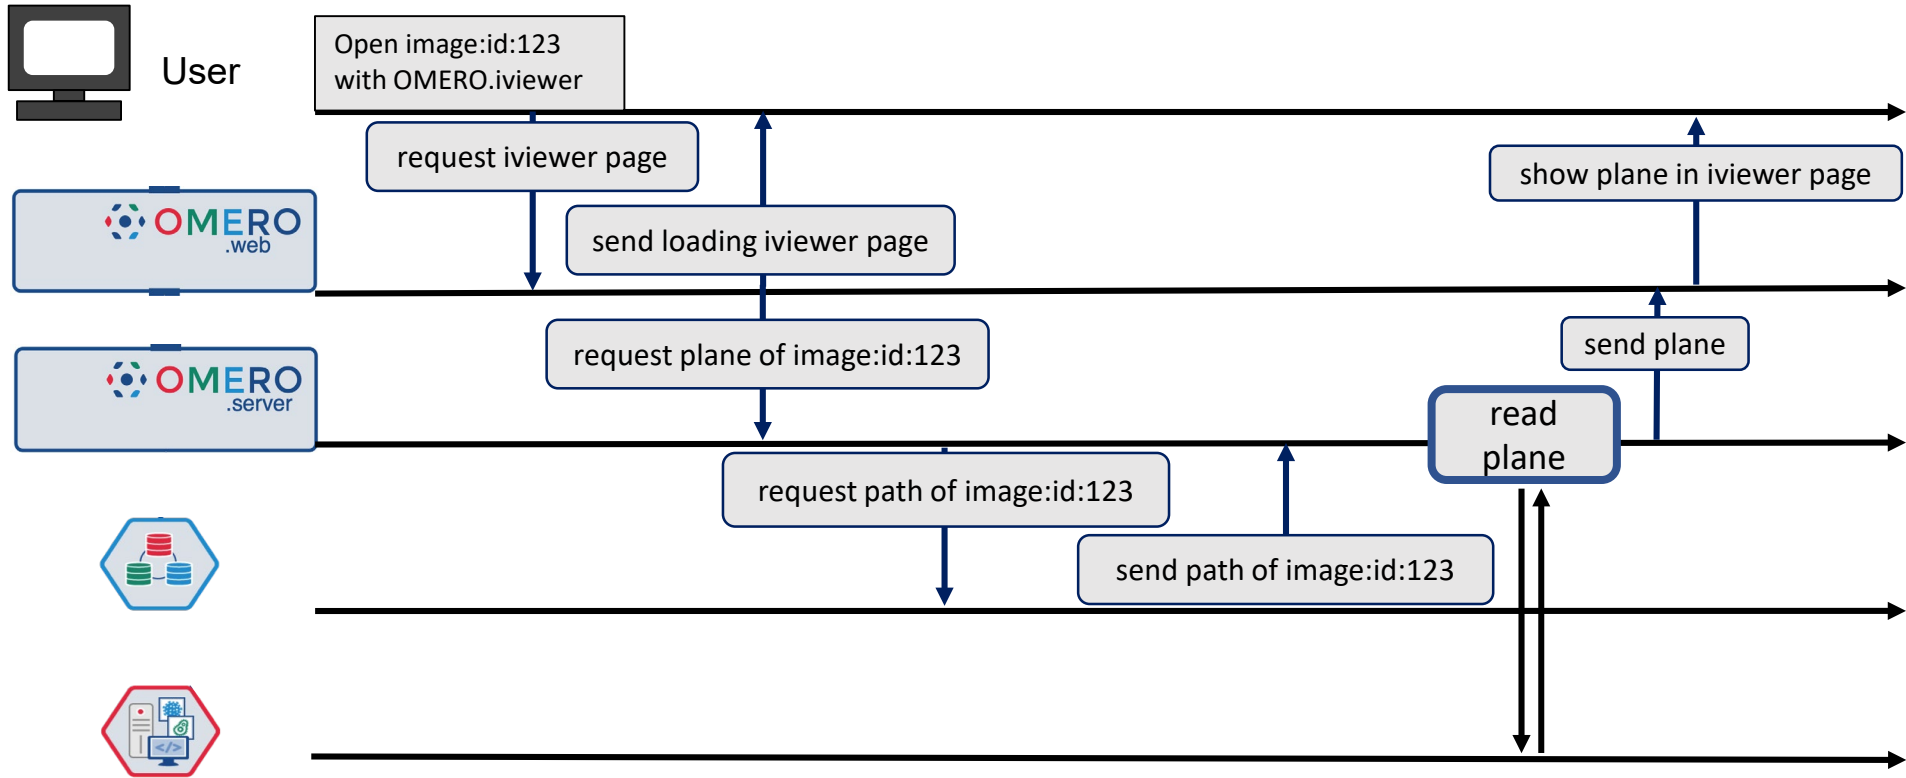 Open image:id:123
with OMERO.iviewer
User
request iviewer page
show plane in iviewer page
OMERO
.web
send loading iviewer page
send plane
request plane of image:id:123
OMERO
.server
read
plane
request path of image:id:123
send path of image:id:123
</>